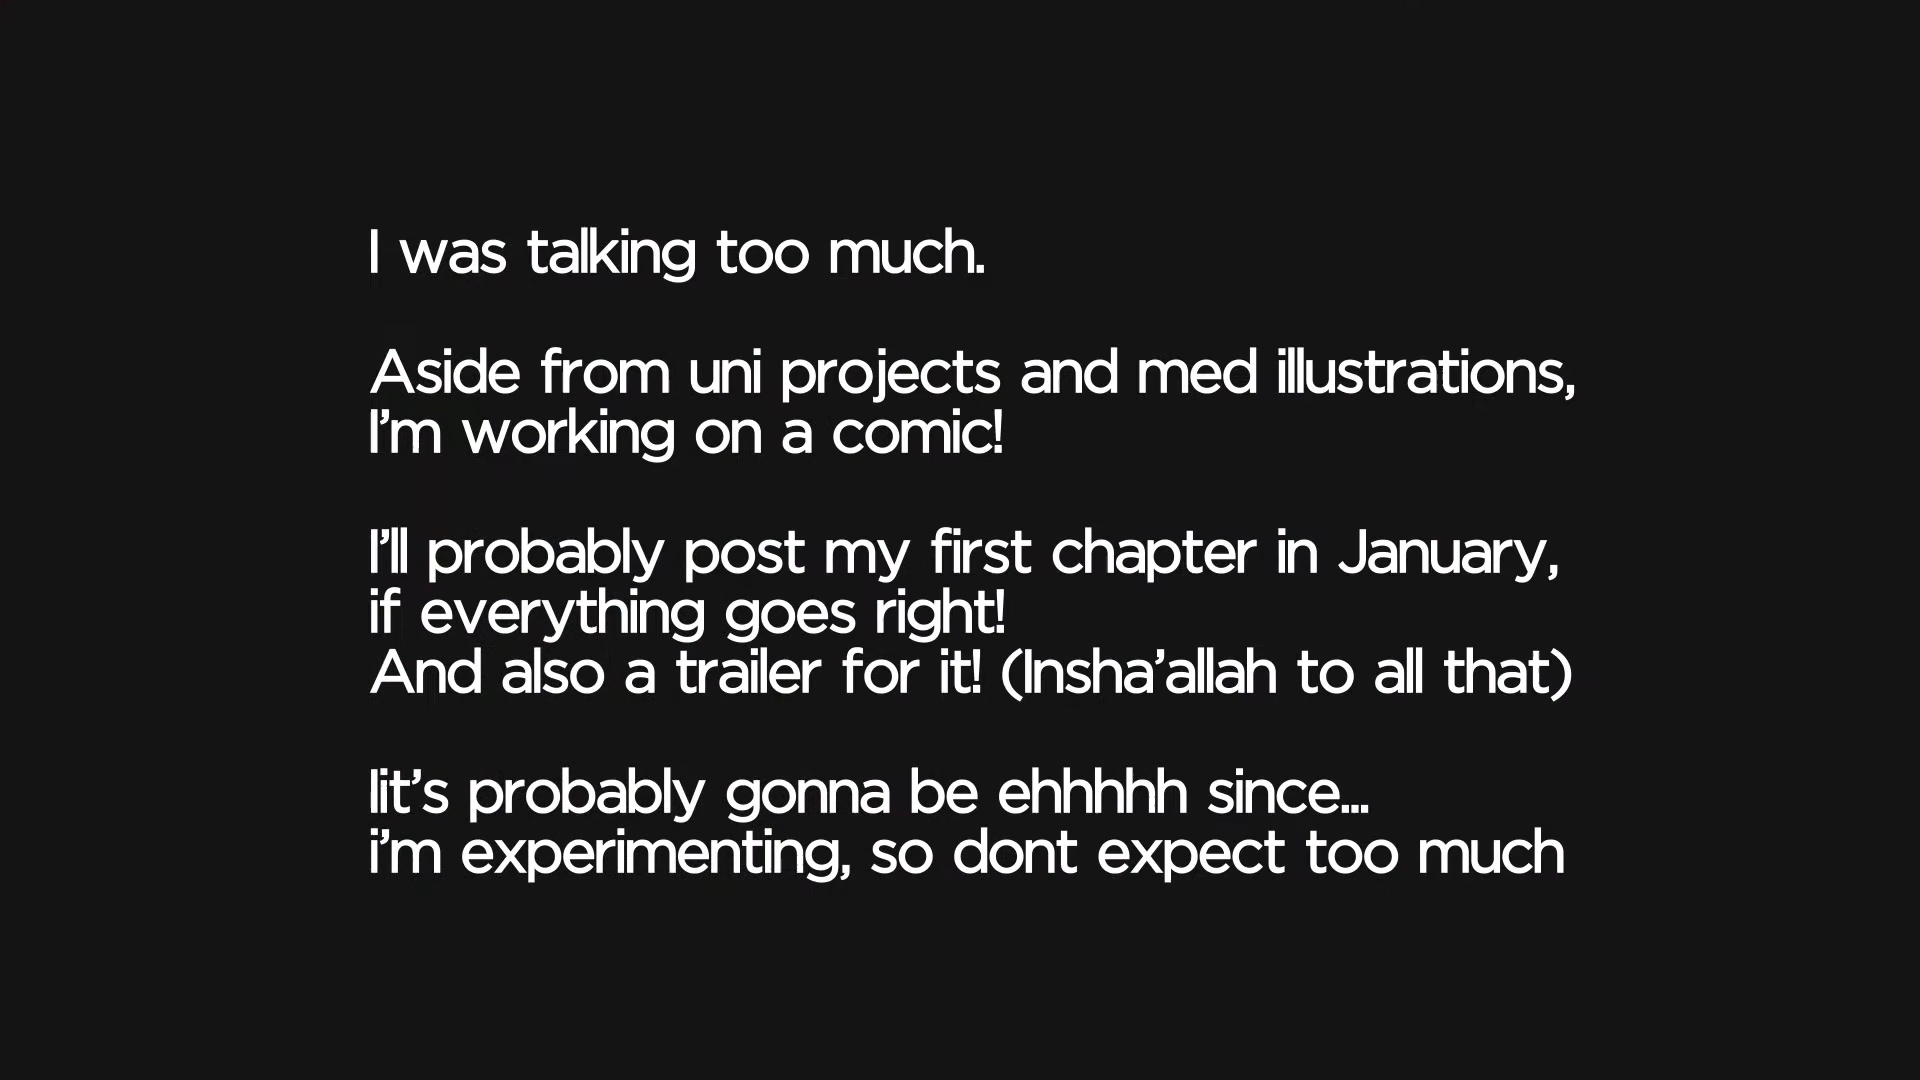 I was talking too much.
Aside from uni projects and med illustrations,
I'm working on a comic!
I'll probably post my first chapter in January,
if everything goes right!
And also a trailer for it! (Insha'allah to all that)
Iit's probably gonna be ehhhhh since...
i'm experimenting, so dont expect too much